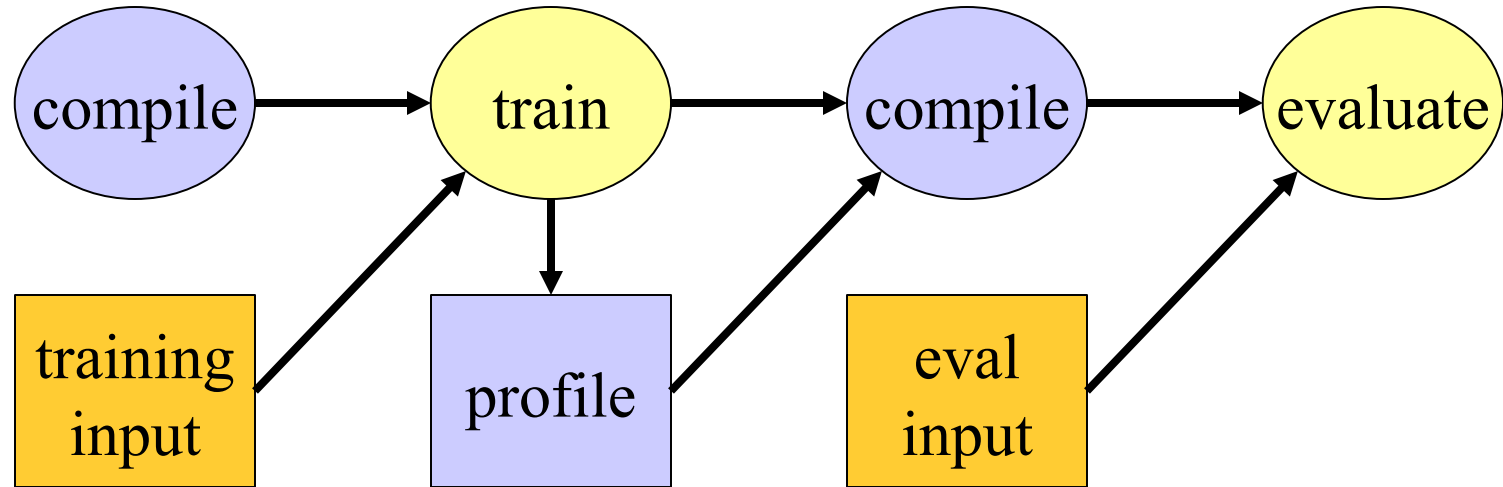 compile
train
compile
evaluate
training
input
profile
eval
input